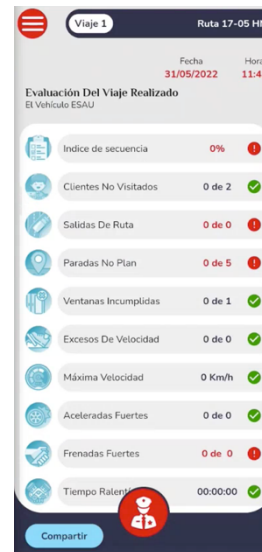 Viaje 1
Ruta 17-05 HM
Fecha
Hora
31/05/2022
11:4
Evaluación Del Viaje Realizado
El Vehículo ESAU
Indice de secuencia 0%
Clientes No Visitados 0 de 2
Salidas De Ruta 0 de 0
Paradas No Plan 0 de 5
Ventanas Incumplidas 0 de 1
Excesos De Velocidad 0 de 0
Máxima Velocidad 0 Km/h
Aceleradas Fuertes 0 de 0
Frenadas Fuertes 0 de 0
Tiempo Ralentí 00:00:00
Compartir